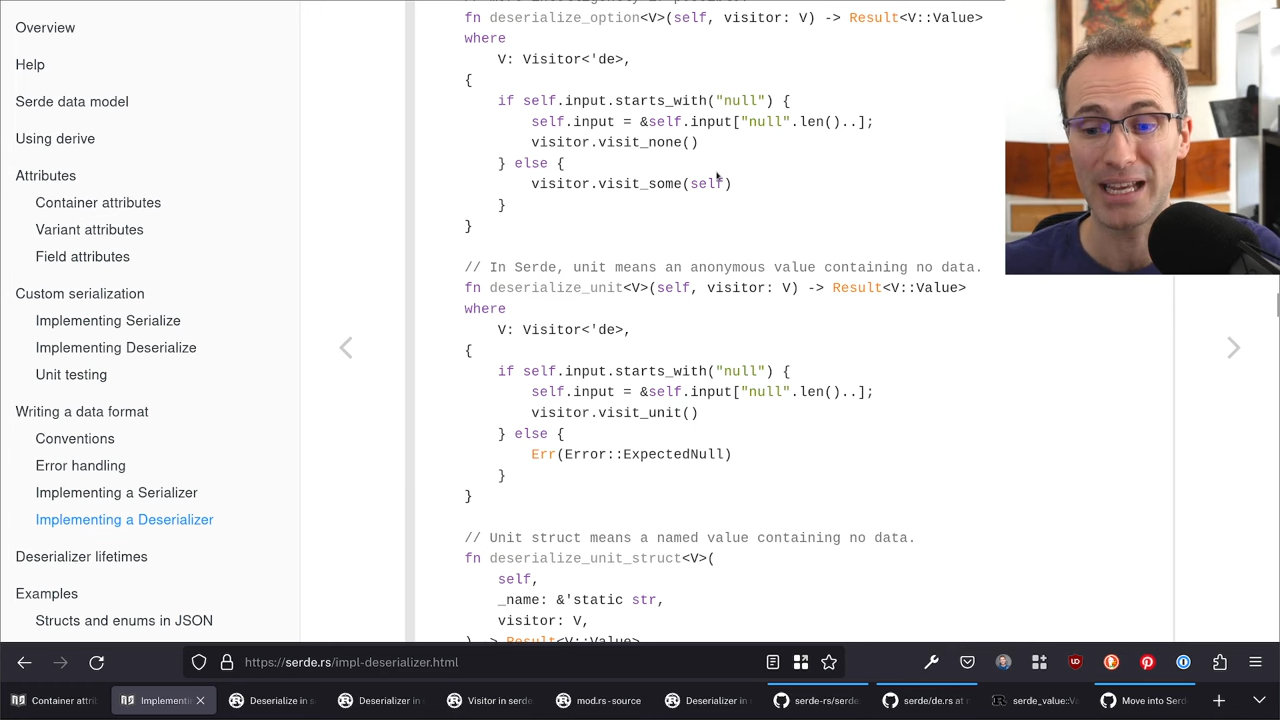 Overview
Help
Serde data model
Using derive
Attributes
Container attributes
Variant attributes
Field attributes
Custom serialization
Implementing Serialize
Implementing Deserialize
Unit testing
Writing a data format
Conventions
Error handling
Implementing a Serializer
Implementing a Deserializer
Deserializer lifetimes
Examples
Structs and enums in JSON
fn deserialize_option<V>(self, visitor: V) -> Result<V::Value>
where
V: Visitor<'de>,
{
if self.input.starts_with("null") {
self.input = &self.input["null".len()..];
visitor.visit_none()
} else {
visitor.visit_some(self)
}
}
// In Serde, unit means an anonymous value containing no data.
fn deserialize_unit<V>(self, visitor: V) -> Result<V::Value>
where
V: Visitor<'de>,
{
if self.input.starts_with("null") {
self.input = &self.input["null".len()..];
visitor.visit_unit()
} else {
Err(Error::ExpectedNull)
}
}
// Unit struct means a named value containing no data.
fn deserialize_unit_struct<V>(
self,
_name: &'static str,
visitor: V,
) -> Result<V::Value>
https://serde.rs/impl-deserializer.html
Container attri
Implementin
Deserialize in s
Deserializer in
Visitor in serde
mod.rs - source
Deserializer in
serde-rs/serde
serde/de.rs at
serde_value::Va
Move into Serd